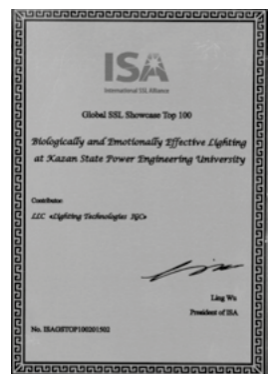 ISA
International SSL Alliance
Global SSL Showcase Top 100
Biologically and Emotionally Effective Lighting
at Kazan State Power Engineering University
Contributor:
LLC «Lighting Technologies
Ling Wu
President of ISA
No. ISAGSTOP100201502